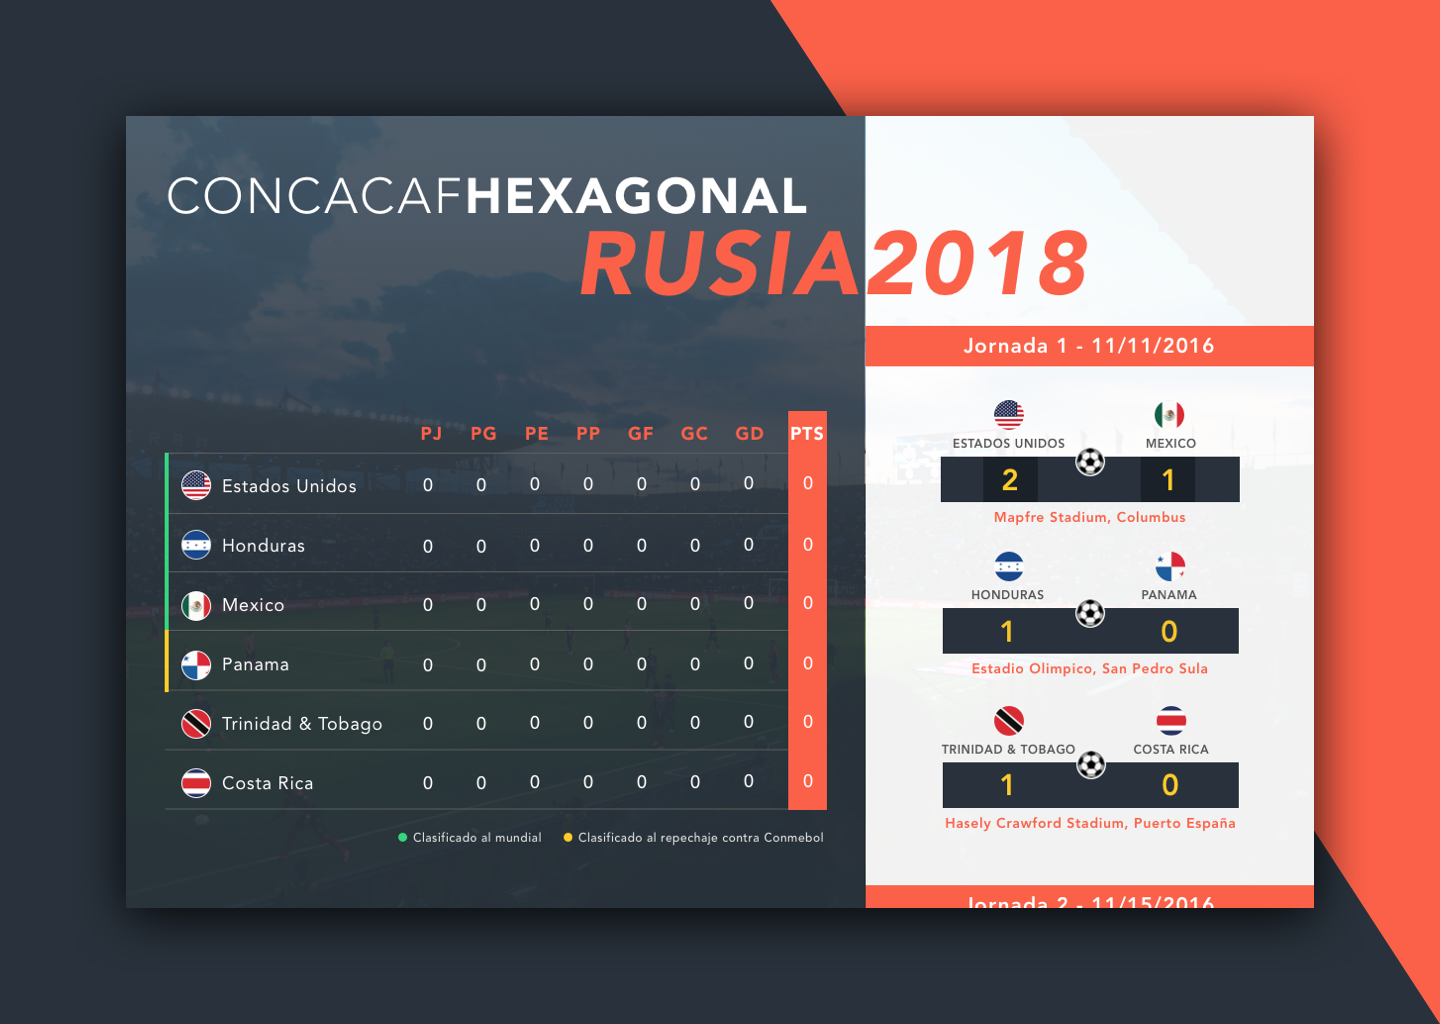 CONCACAFHEXAGONAL
RUSIA2018
PJ PG PE PP GF GC GD PTS
Estados Unidos 0 0 0 0 0 0 0 0
Honduras 0 0 0 0 0 0 0 0
Mexico 0 0 0 0 0 0 0 0
Panama 0 0 0 0 0 0 0 0
Trinidad & Tobago 0 0 0 0 0 0 0 0
Costa Rica 0 0 0 0 0 0 0 0
Clasificado al mundial Clasificado al repechaje contra Conmebol
Jornada 1 - 11/11/2016
ESTADOS UNIDOS MEXICO
2 1
Mapfre Stadium, Columbus
HONDURAS PANAMA
1 0
Estadio Olimpico, San Pedro Sula
TRINIDAD & TOBAGO COSTA RICA
1 0
Hasely Crawford Stadium, Puerto España
Jornada 2 - 11/15/2016